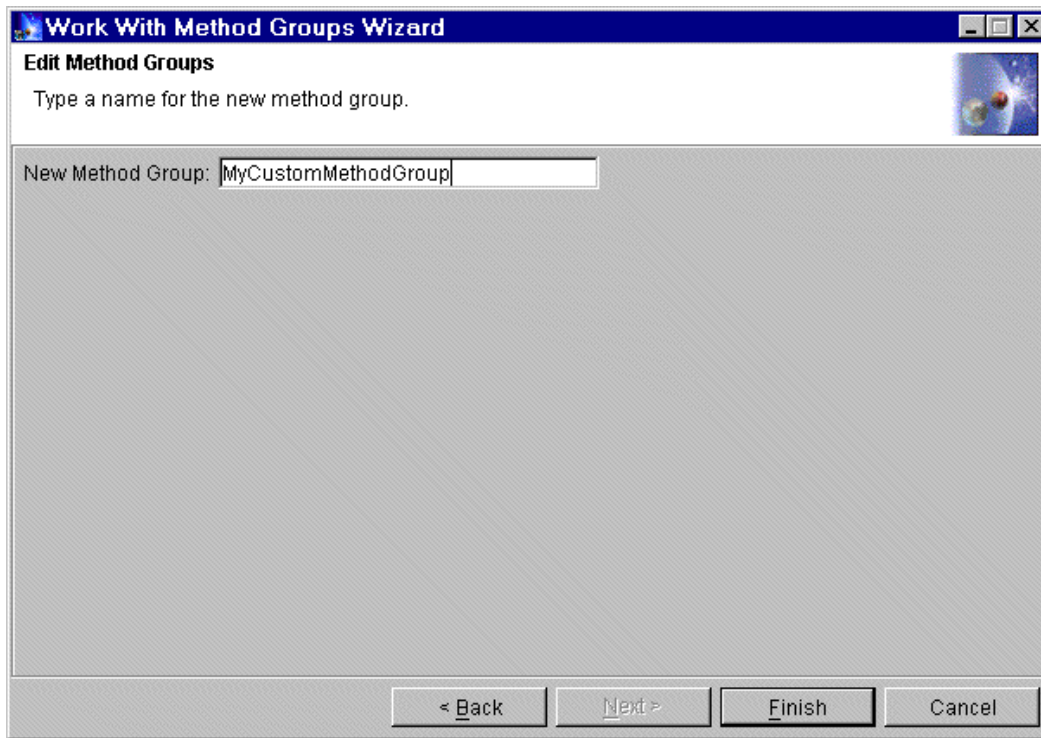 Work With Method Groups Wizard
Edit Method Groups
Type a name for the new method group.
New Method Group: MyCustomMethodGroup
< Back Next > Finish Cancel